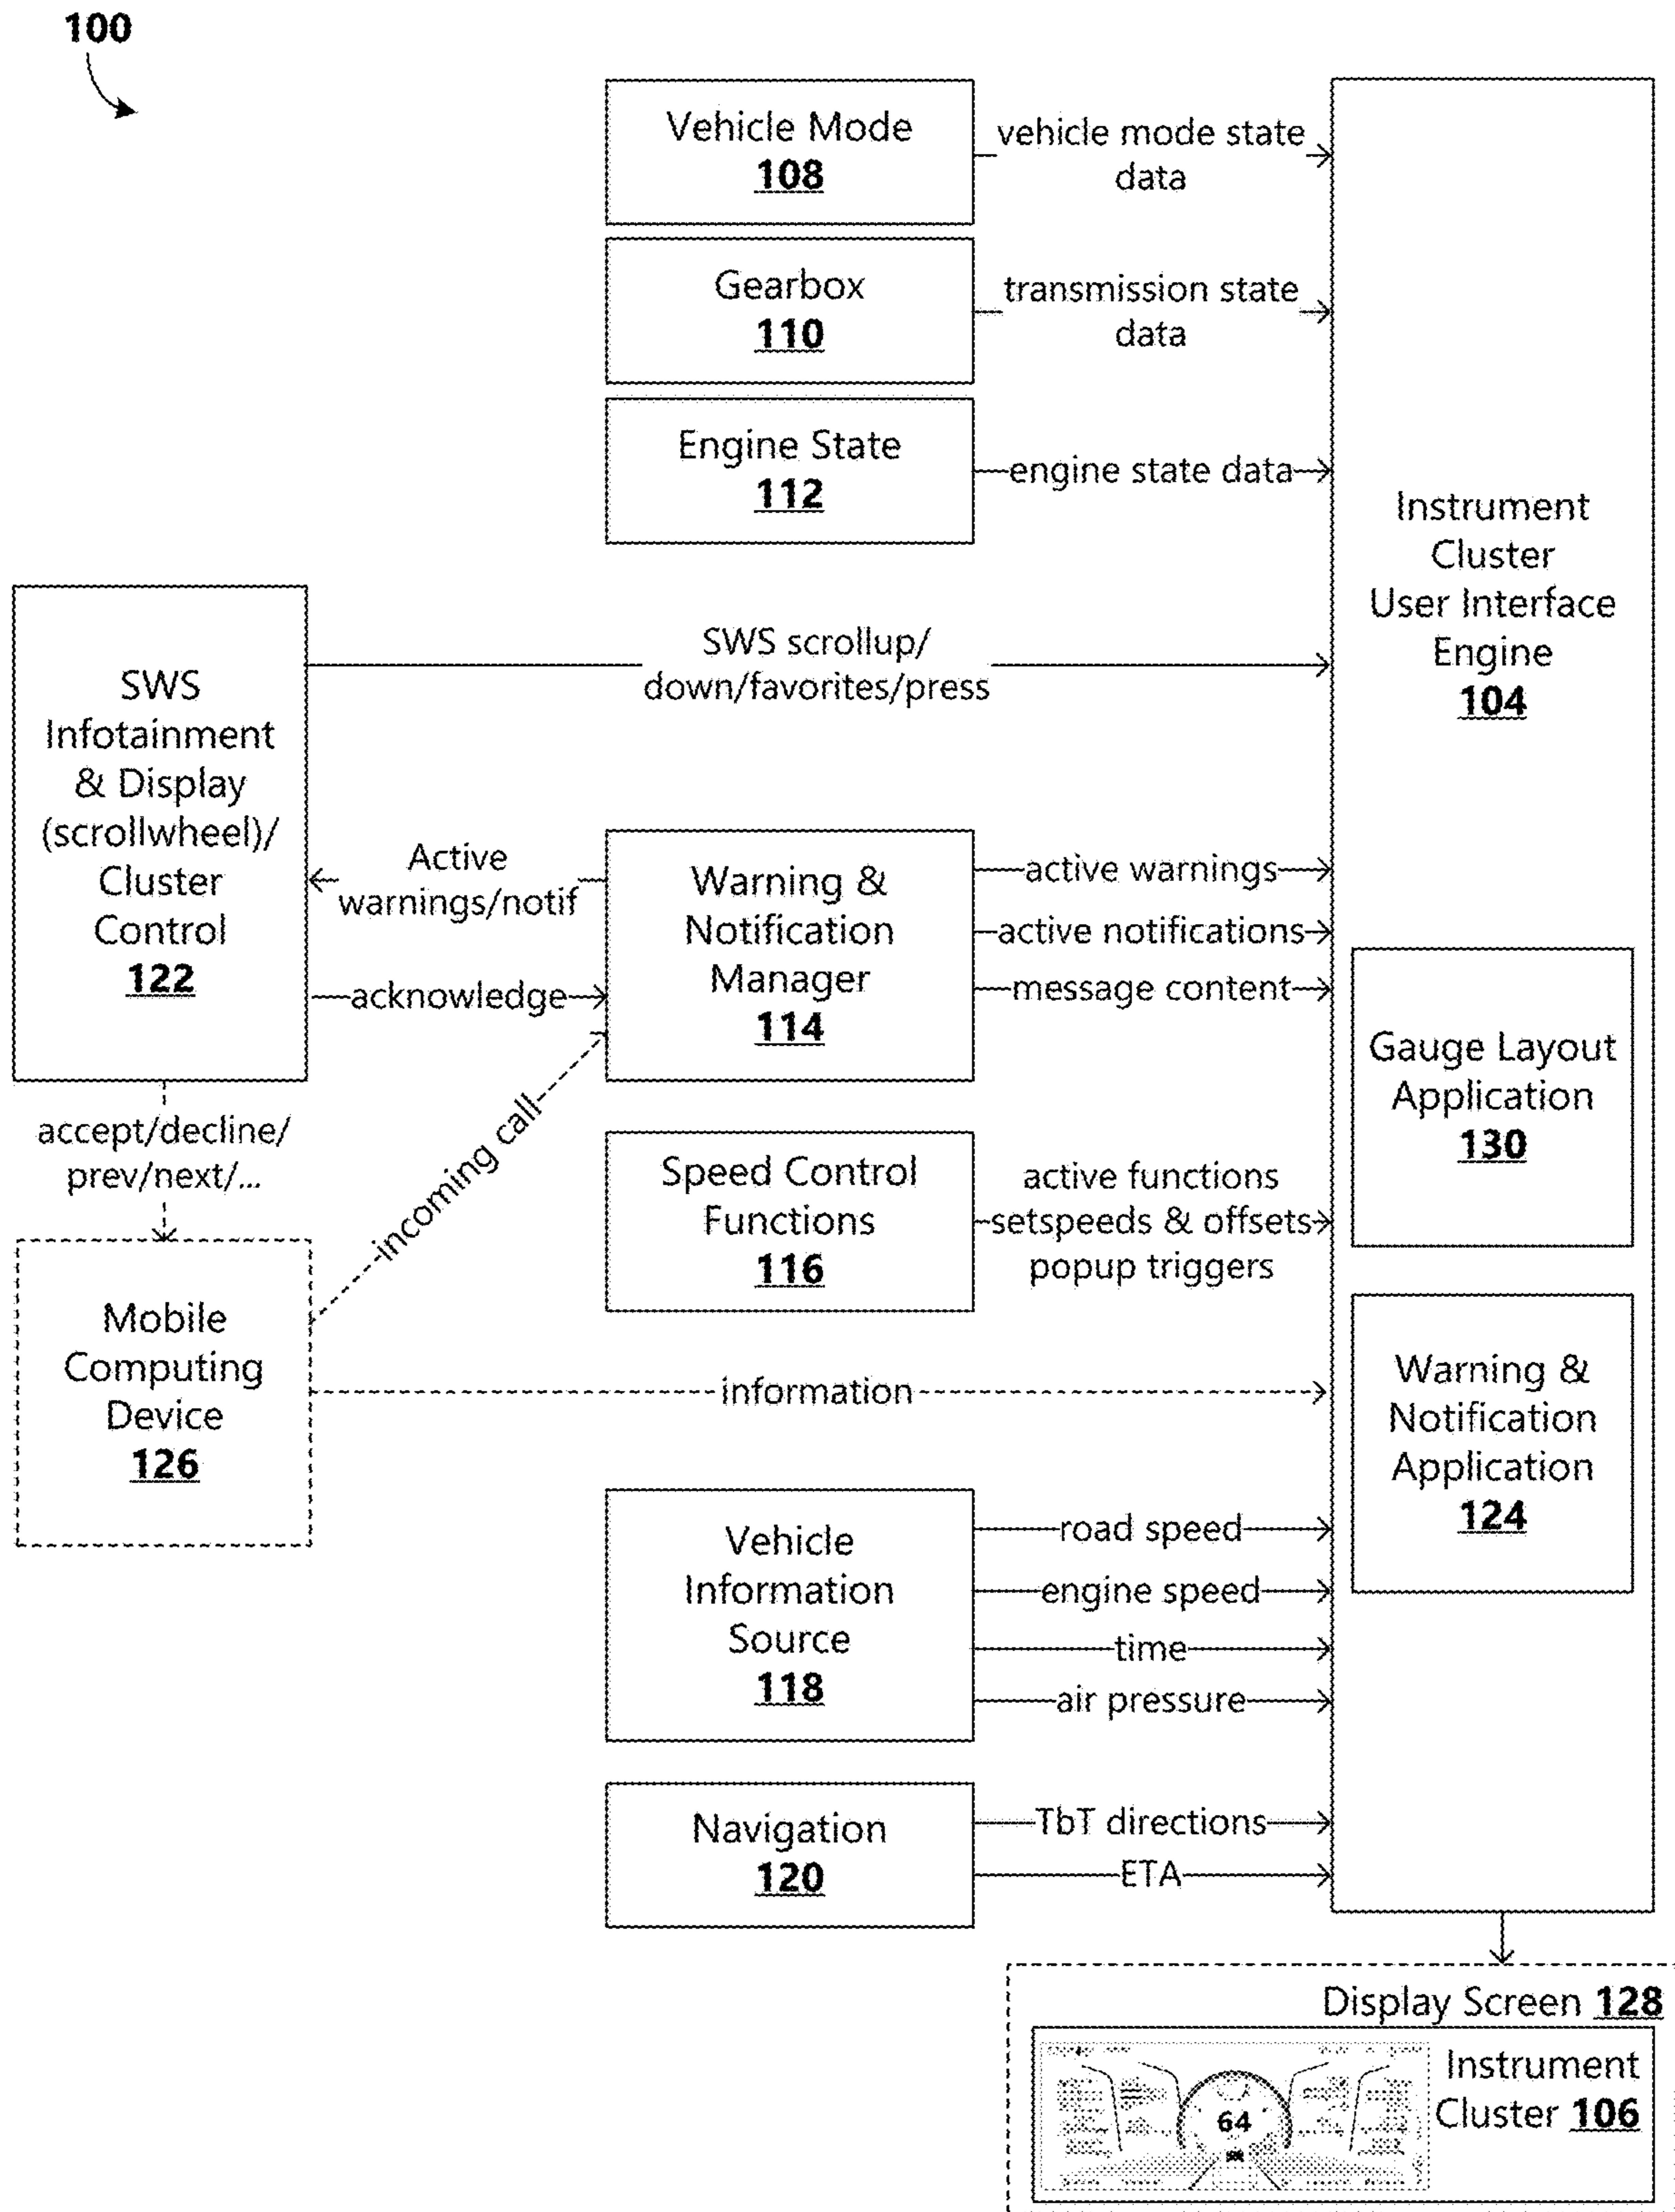 100
Vehicle Mode
108
vehicle mode state
data
Gearbox
110
transmission state
data
Engine State
112
engine state data
Instrument
Cluster
User Interface
Engine
104
SWS
Infotainment
& Display
(scrollwheel)/
Cluster
Control
122
SWS scrollup/
down/favorites/press
Active
warnings/notif
acknowledge
Warning &
Notification
Manager
114
active warnings
active notifications
message content
Gauge Layout
Application
130
accept/decline/
prev/next/...
incoming call
Speed Control
Functions
116
active functions
setspeeds & offsets
popup triggers
Mobile
Computing
Device
126
information
Warning &
Notification
Application
124
Vehicle
Information
Source
118
road speed
engine speed
time
air pressure
Navigation
120
TbT directions
ETA
Display Screen 128
Instrument
Cluster 106
64